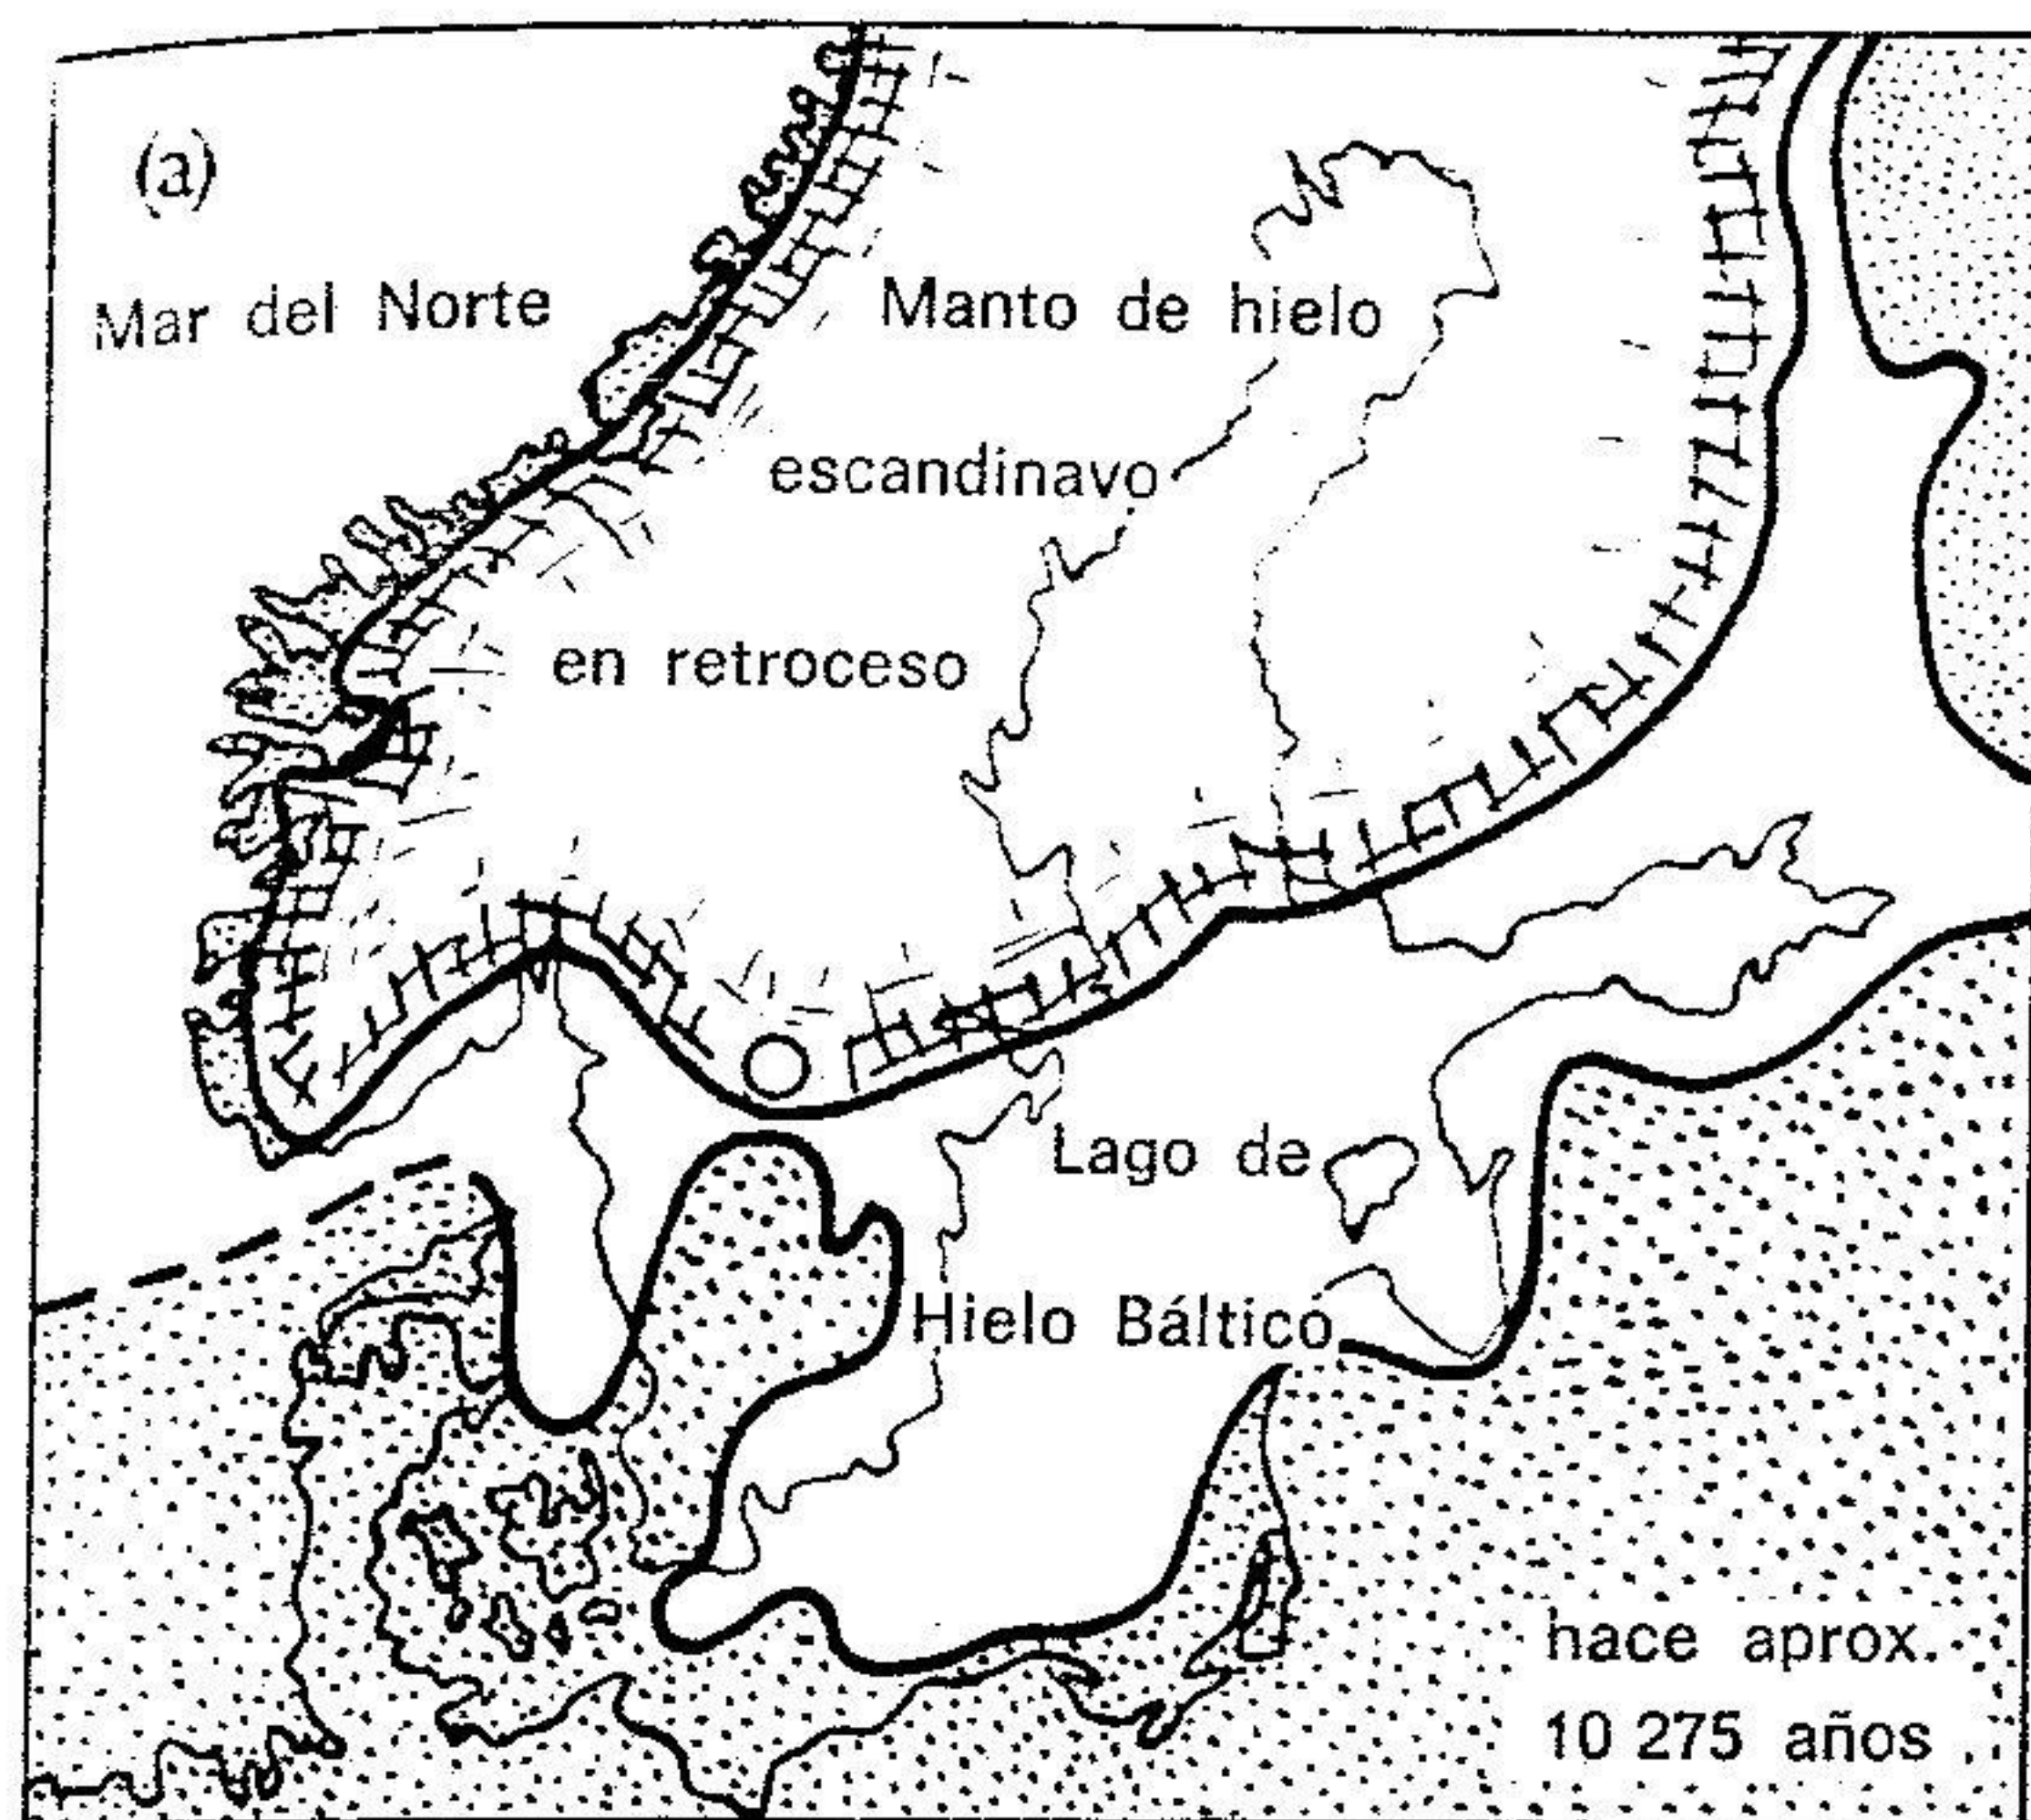 (a)
Mar del Norte
Manto de hielo
escandinavo
en retroceso
Lago de
Hielo Báltico
hace aprox.
10 275 años